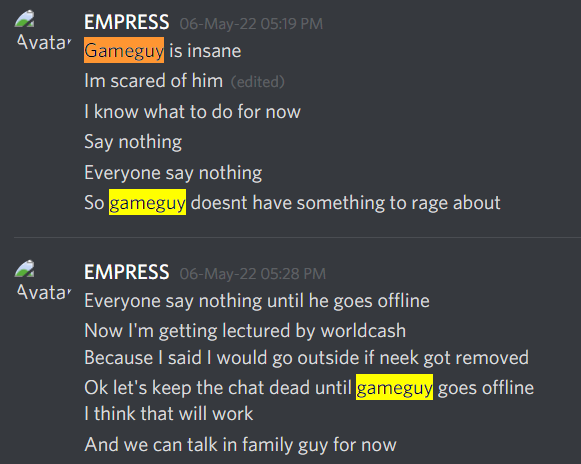 Avatar
EMPRESS 06-May-22 05:19 PM
Gameguy is insane
Im scared of him (edited)
I know what to do for now
Say nothing
Everyone say nothing
So gameguy doesnt have something to rage about
Avatar
EMPRESS 06-May-22 05:28 PM
Everyone say nothing until he goes offline
Now I'm getting lectured by worldcash
Because I said I would go outside if neek got removed
Ok let's keep the chat dead until gameguy goes offline
I think that will work
And we can talk in family guy for now